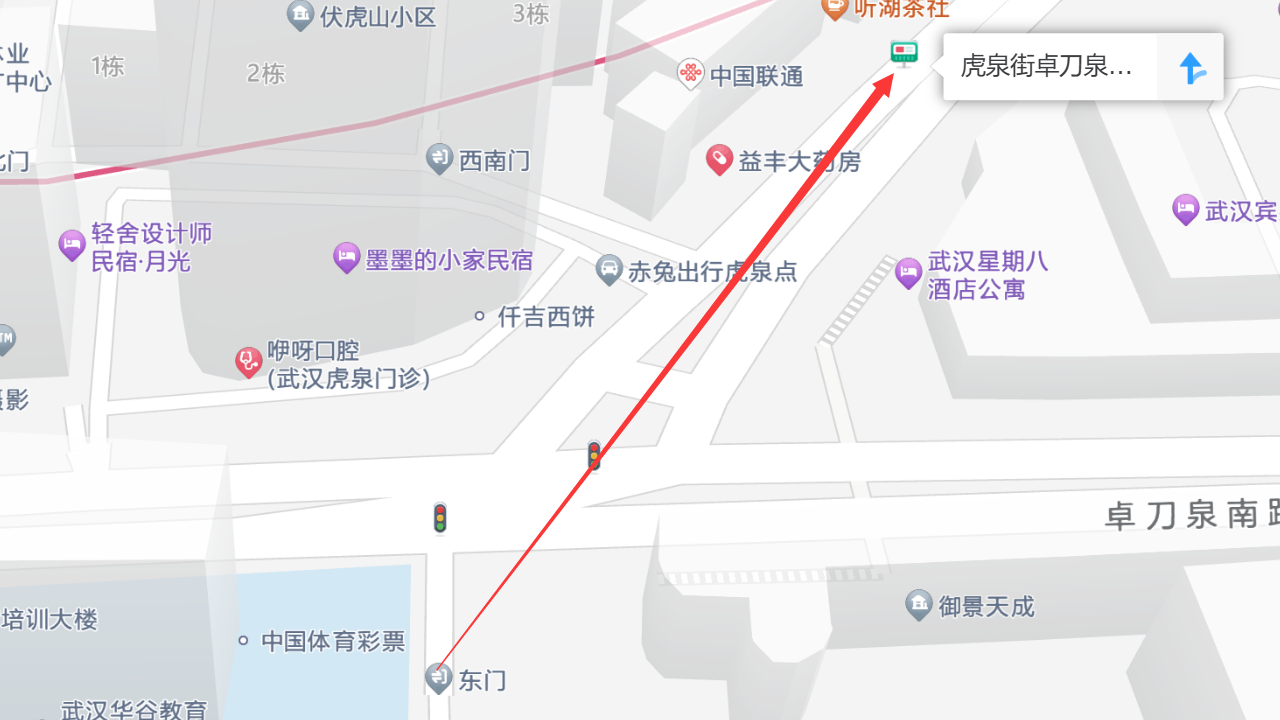 听湖茶社
伏虎山小区
3栋
业
中心
1栋
2栋
中国联通
虎泉街卓刀泉…
西南门
益丰大药房
门
轻舍设计师
民宿·月光
墨墨的小家民宿
赤兔出行虎泉点
武汉宾
武汉星期八
酒店公寓
仟吉西饼
咿呀口腔
(武汉虎泉门诊)
影
卓刀泉南路
培训大楼
中国体育彩票
御景天成
东门
武汉华谷教育